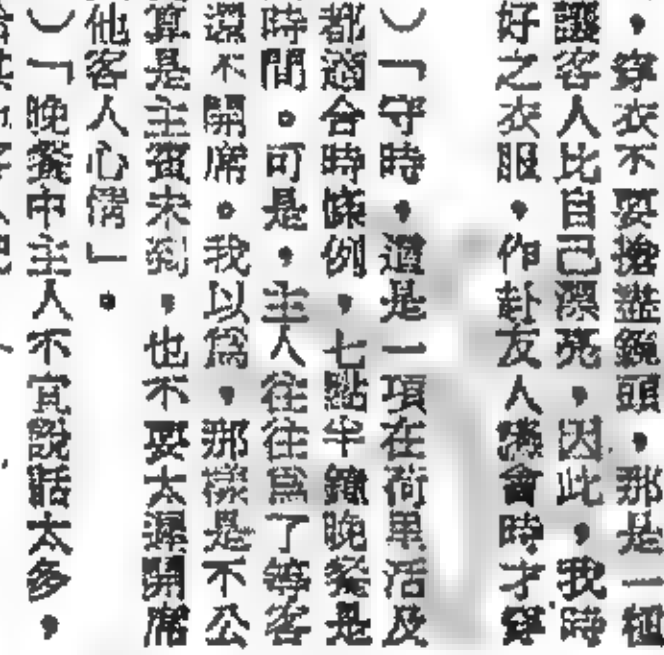 ，穿衣不要搶盡鏡頭，那是一種
讓客人比自己漂亮，因此，我時
好之衣服，作赴友人宴會時才穿
）「守時，這是一項在荷里活及
都適合時條例，七點半鐘晚餐是
時間。可是，主人往往爲了等客
還不開席。我以爲，那樣是不公
算是主賓未到，也不要太遲開席
他客人心情」。
）「晚餐中主人不宜說話太多，